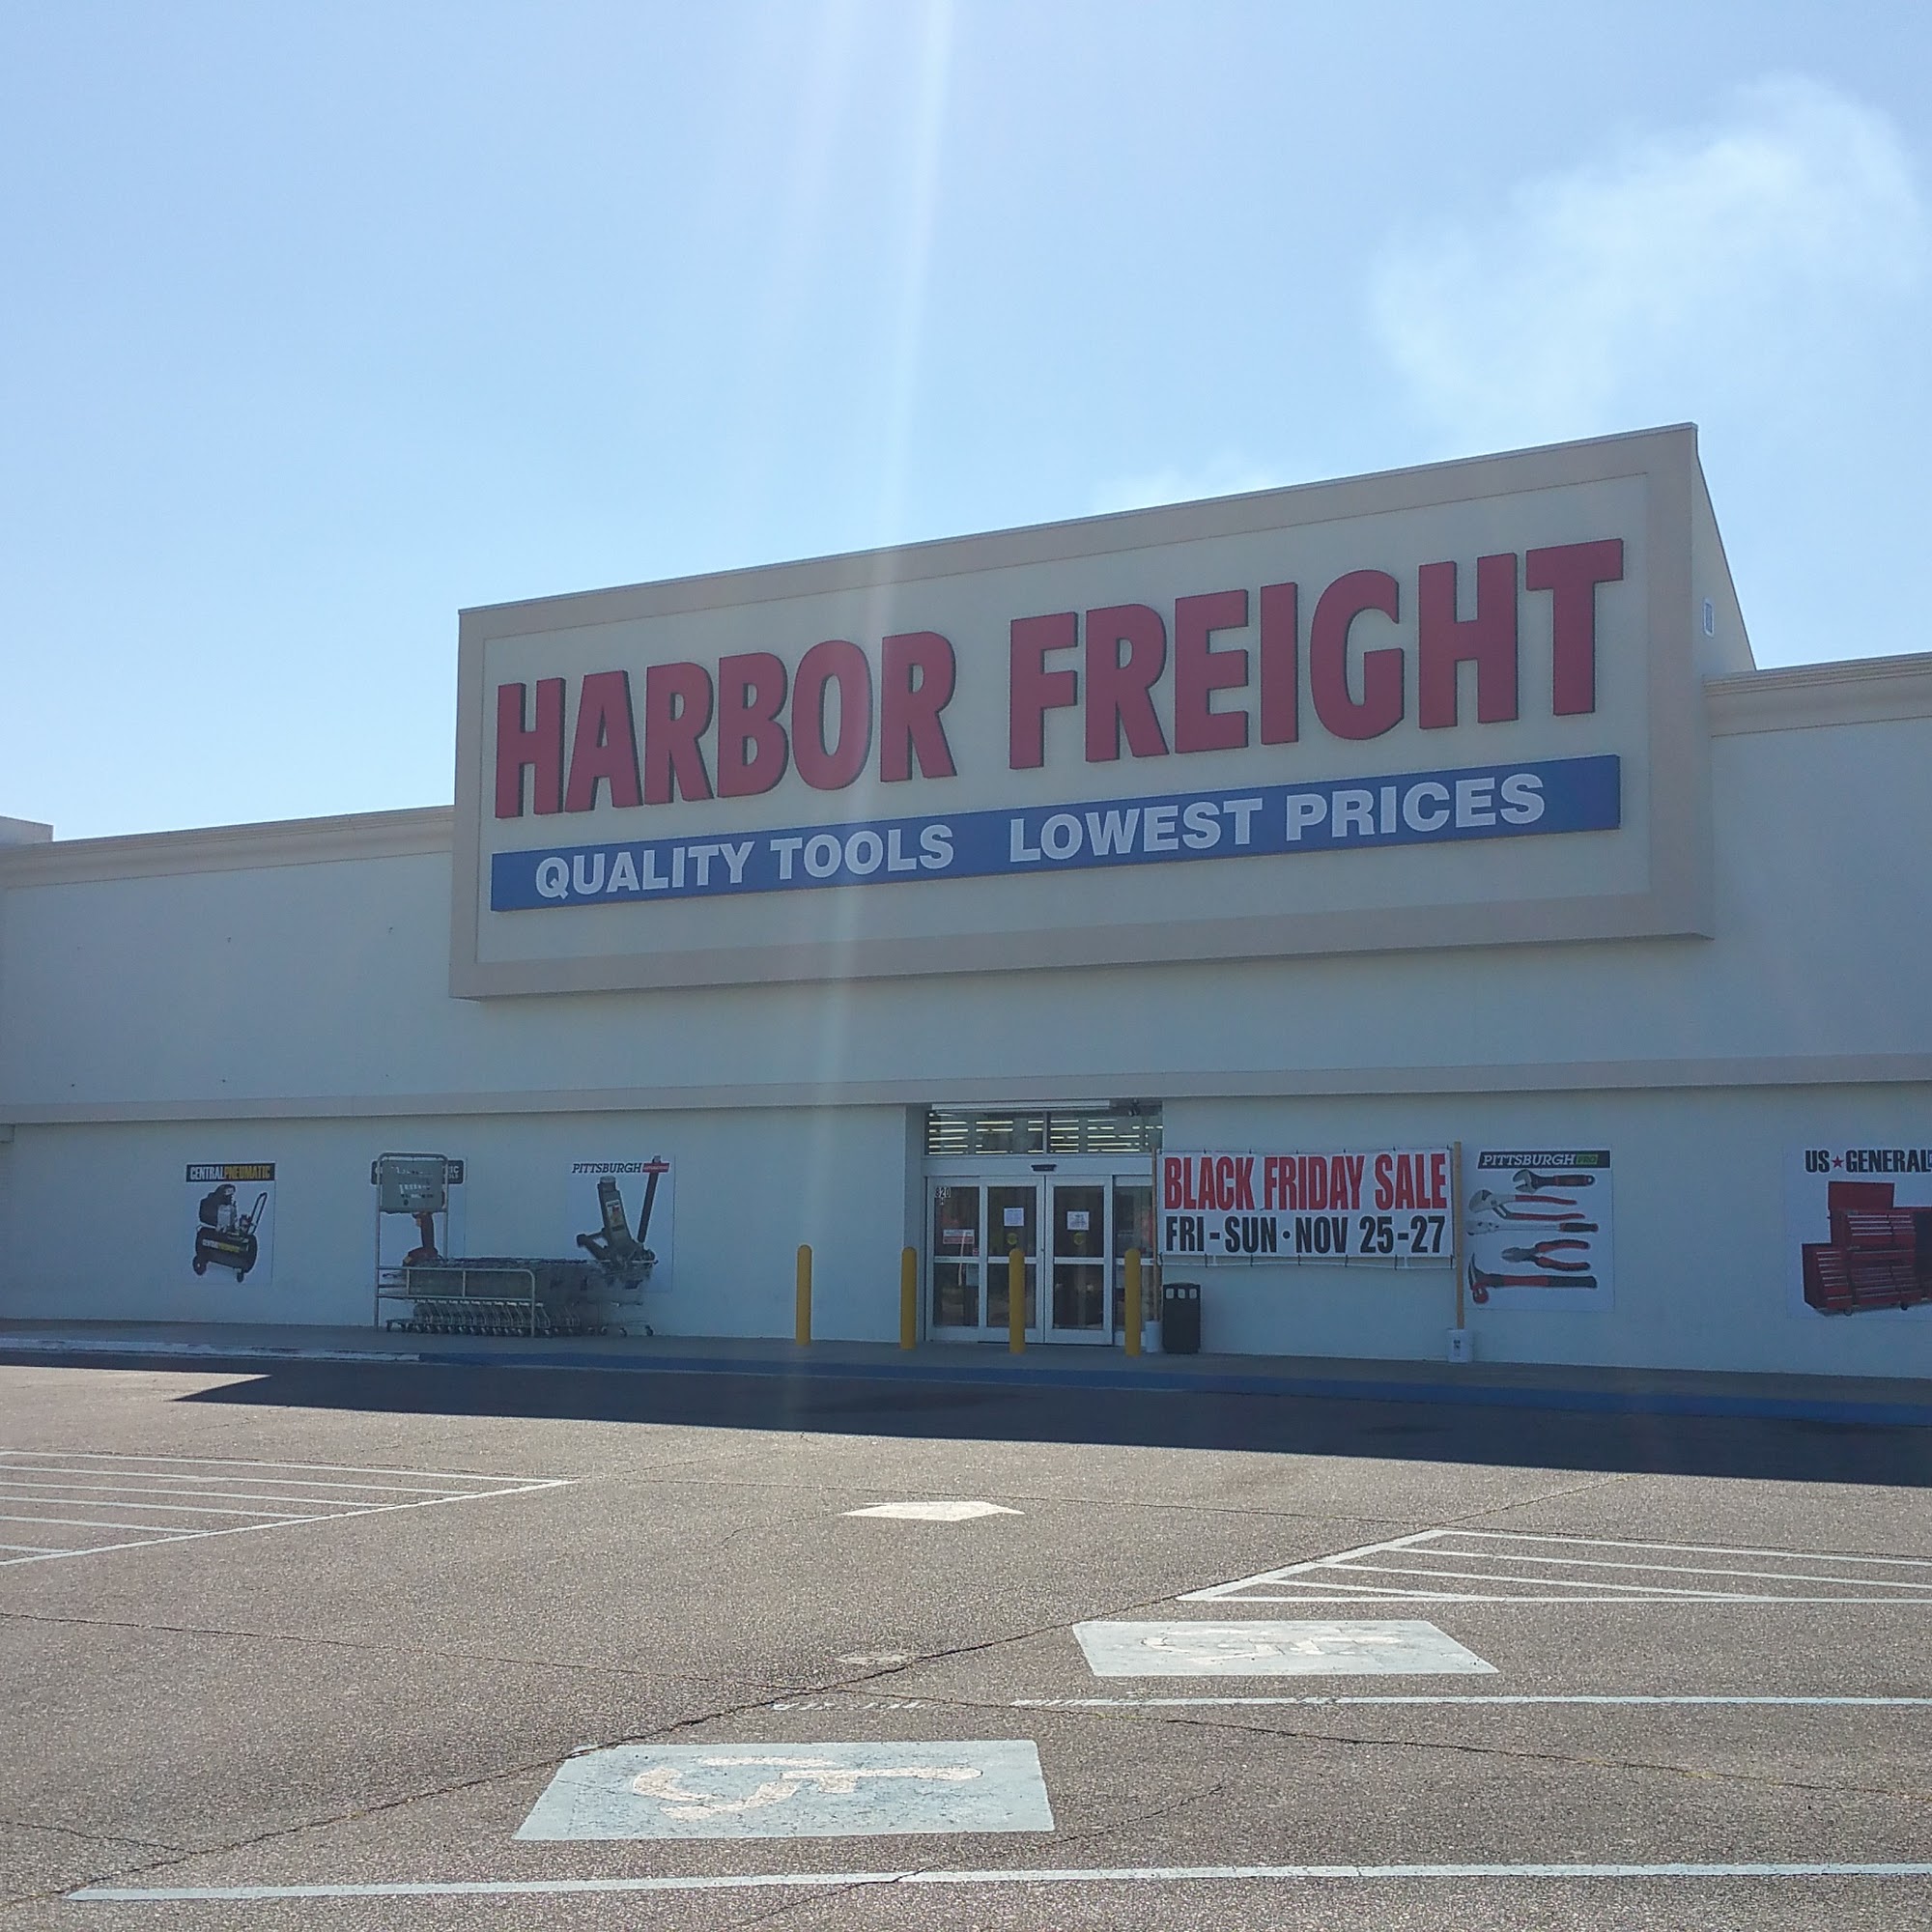 HARBOR FREIGHT
QUALITY TOOLS LOWEST PRICES
CENTRALPNEUMATIC
PITTSBURGH
BLACK FRIDAY SALE
FRI-SUN•NOV 25-27
PITTSBURGH PRO
US★GENERAL